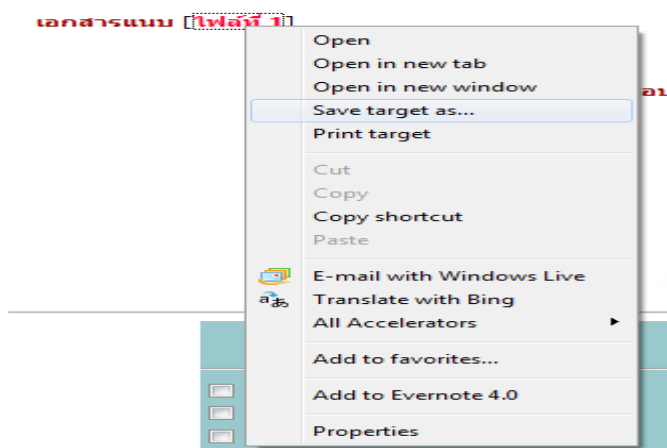 เอกสารแนบ [ไฟล์ที่ 1]
Open
Open in new tab
Open in new window
Save target as...
Print target
Cut
Copy
Copy shortcut
Paste
E-mail with Windows Live
Translate with Bing
All Accelerators
Add to favorites...
Add to Evernote 4.0
Properties